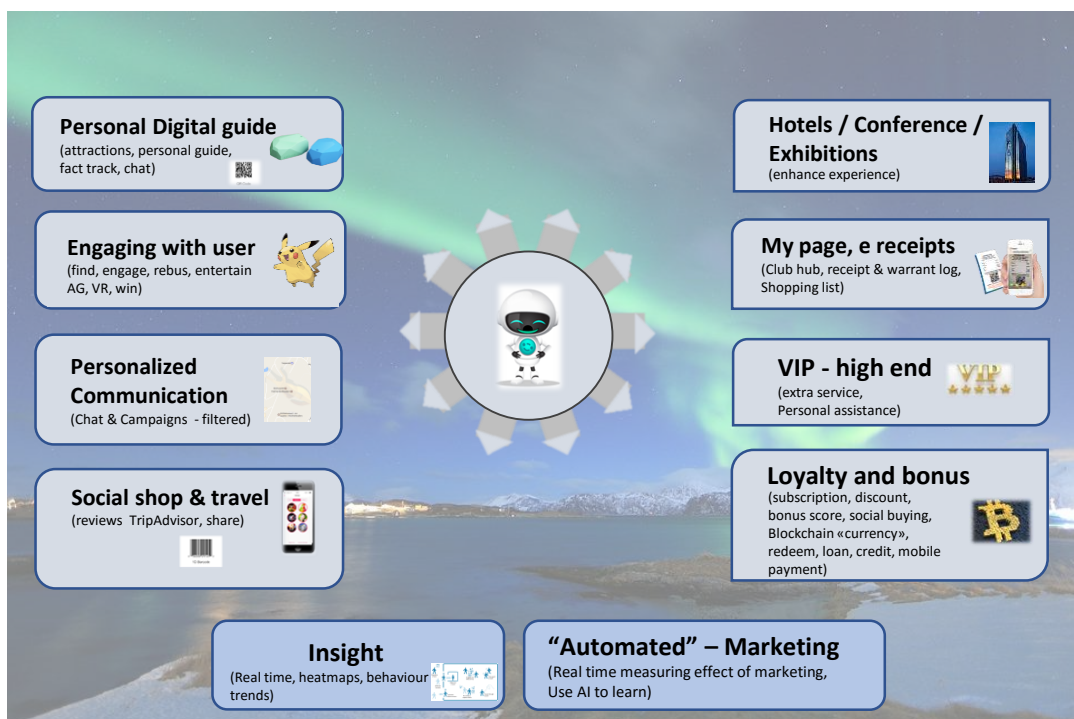 Personal Digital guide
(attractions, personal guide,
fact track, chat)
Engaging with user
(find, engage, rebus, entertain
AG, VR, win)
Personalized
Communication
(Chat & Campaigns - filtered)
Social shop & travel
(reviews TripAdvisor, share)
Hotels / Conference /
Exhibitions
(enhance experience)
My page, e receipts
(Club hub, receipt & warrant log,
Shopping list)
VIP - high end
(extra service,
Personal assistance)
VIP
Loyalty and bonus
(subscription, discount,
bonus score, social buying,
Blockchain «currency»,
redeem, loan, credit, mobile
payment)
Insight
(Real time, heatmaps, behaviour
trends)
“Automated” – Marketing
(Real time measuring effect of marketing,
Use AI to learn)